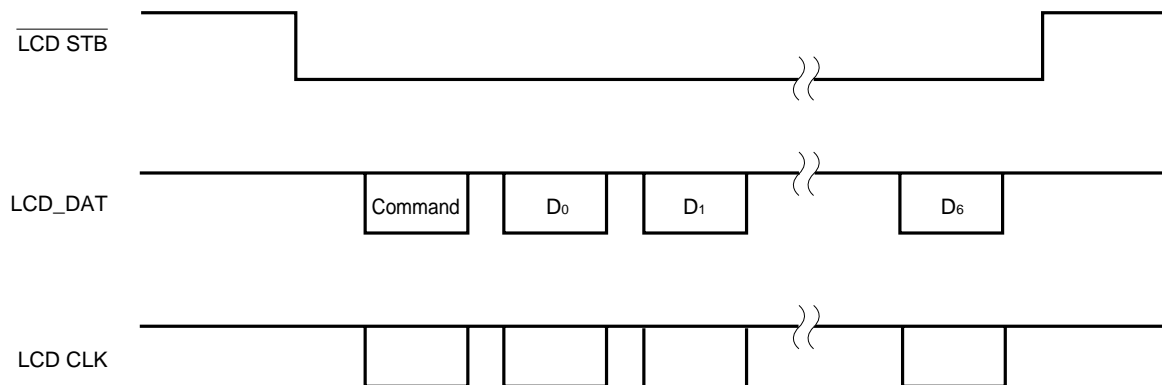 LCD STB
LCD_DAT
Command
D₀
D₁
D₆
LCD CLK